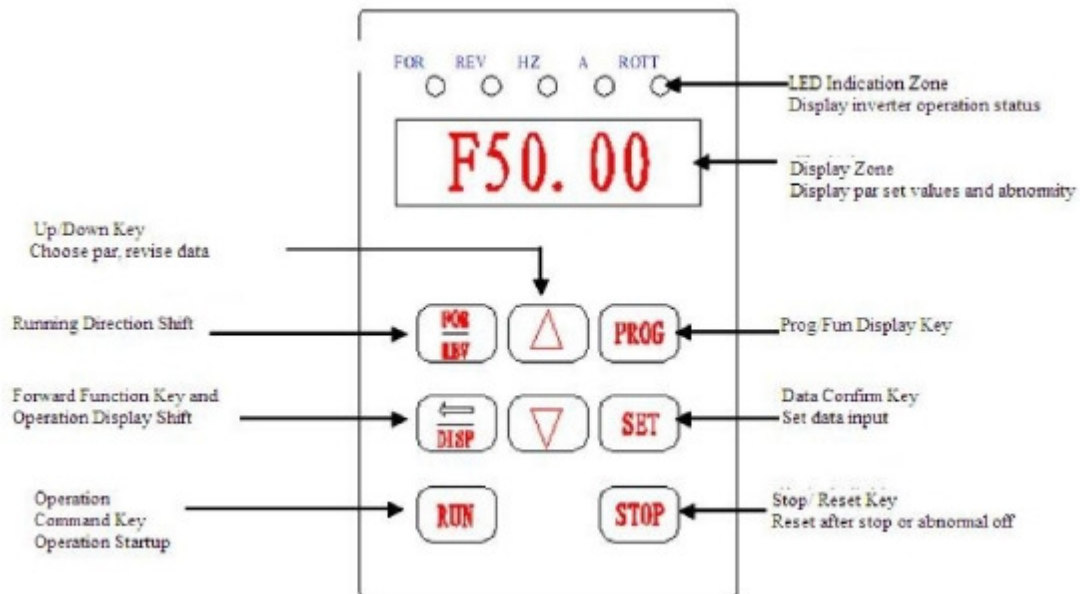 FOR REV HZ A ROTT
LED Indication Zone
Display inverter operation status
F50.00
Display Zone
Display par set values and abnormity
Up/Down Key
Choose par, revise data
Running Direction Shift
FOR
REV
PROG
Prog/Fun Display Key
Forward Function Key and
Operation Display Shift
DISP
SET
Data Confirm Key
Set data input
Operation
Command Key
Operation Startup
RUN
STOP
Stop/ Reset Key
Reset after stop or abnormal off